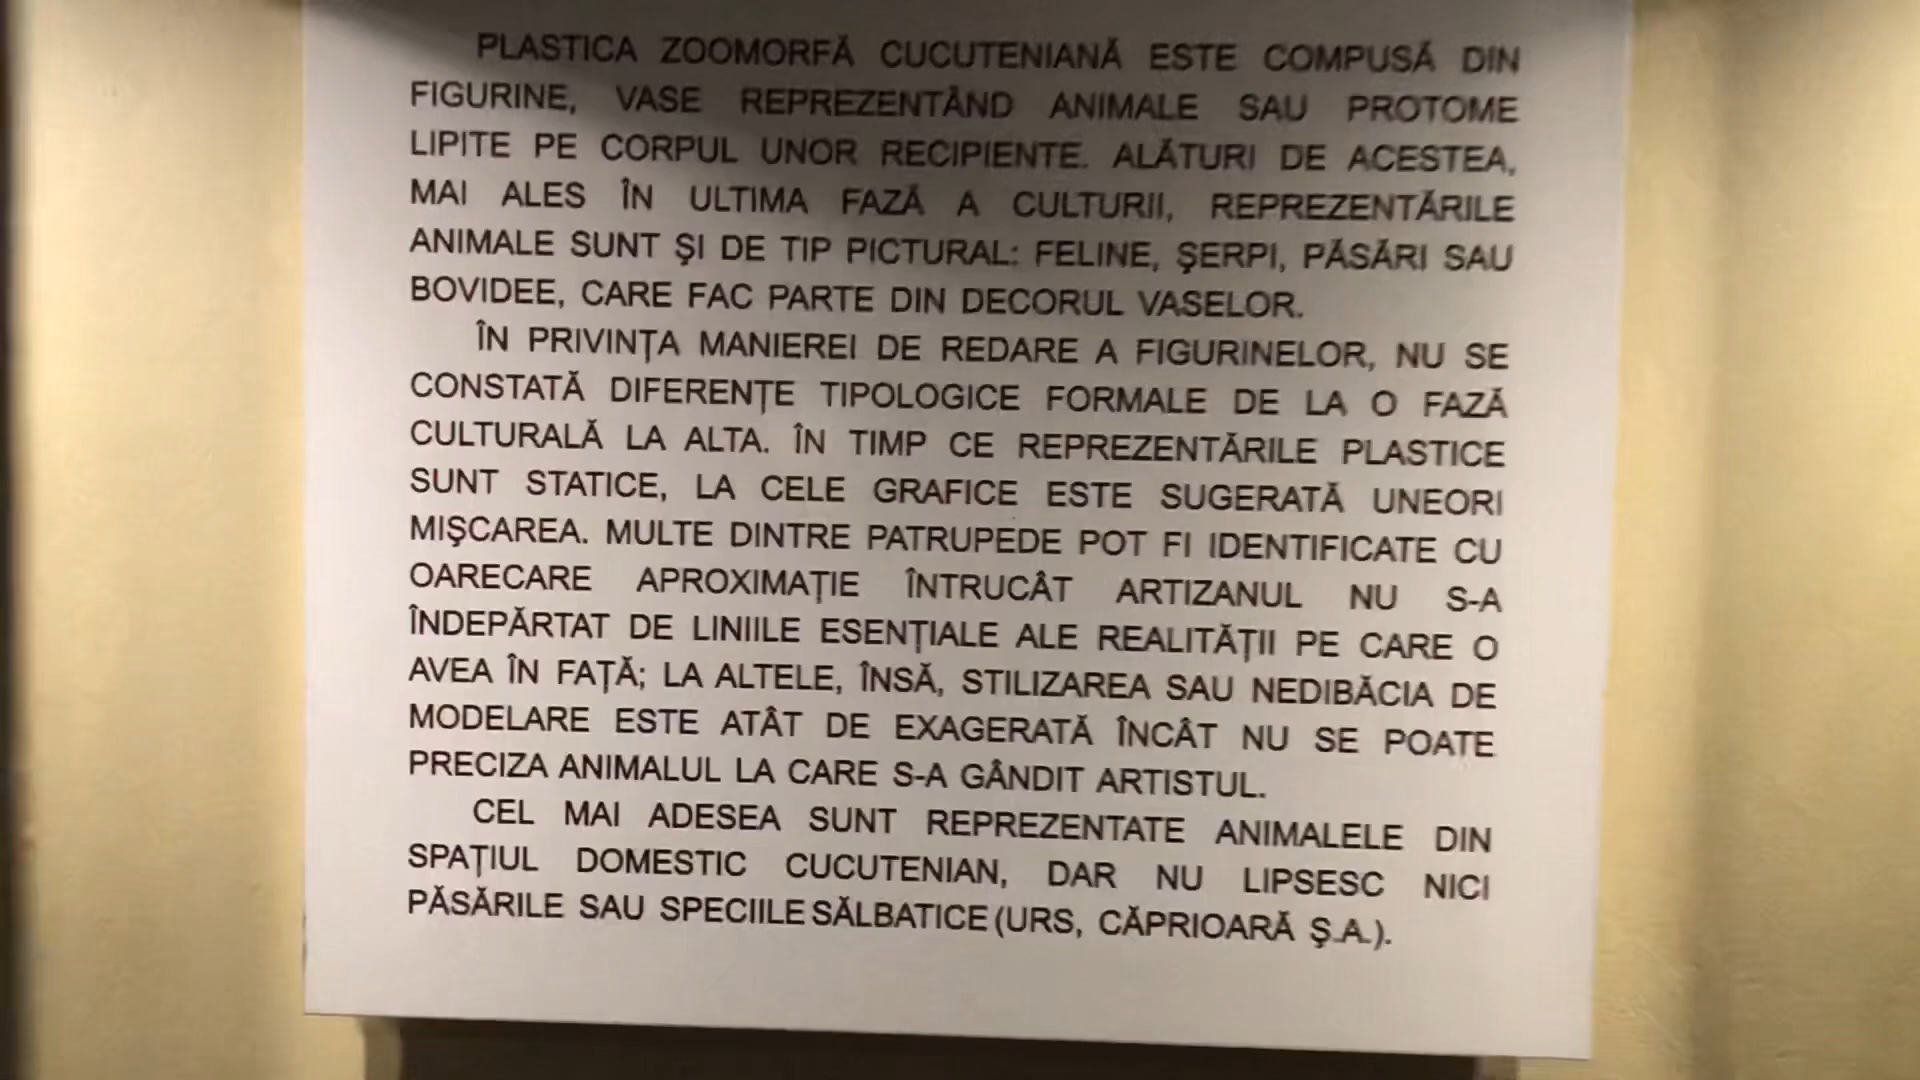 PLASTICA ZOOMORFĂ CUCUTENIANĂ ESTE COMPUSĂ DIN
FIGURINE, VASE REPREZENTÂND ANIMALE SAU PROTOME
LIPITE PE CORPUL UNOR RECIPIENTE. ALĂTURI DE ACESTEA,
MAI ALES ÎN ULTIMA FAZĂ A CULTURII, REPREZENTĂRILE
ANIMALE SUNT ŞI DE TIP PICTURAL: FELINE, ŞERPI, PĂSĂRI SAU
BOVIDEE, CARE FAC PARTE DIN DECORUL VASELOR.
ÎN PRIVINȚA MANIEREI DE REDARE A FIGURINELOR, NU SE
CONSTATĂ DIFERENȚE TIPOLOGICE FORMALE DE LA O FAZĂ
CULTURALĂ LA ALTA. ÎN TIMP CE REPREZENTĂRILE PLASTICE
SUNT STATICE, LA CELE GRAFICE ESTE SUGERATĂ UNEORI
MIŞCAREA. MULTE DINTRE PATRUPEDE POT FI IDENTIFICATE CU
OARECARE APROXIMAȚIE ÎNTRUCÂT ARTIZANUL NU S-A
ÎNDEPĂRTAT DE LINIILE ESENȚIALE ALE REALITĂȚII PE CARE O
AVEA ÎN FAȚĂ; LA ALTELE, ÎNSĂ, STILIZAREA SAU NEDIBĂCIA DE
MODELARE ESTE ATÂT DE EXAGERATĂ ÎNCÂT NU SE POATE
PRECIZA ANIMALUL LA CARE S-A GÂNDIT ARTISTUL.
CEL MAI ADESEA SUNT REPREZENTATE ANIMALELE DIN
SPAȚIUL DOMESTIC CUCUTENIAN, DAR NU LIPSESC NICI
PĂSĂRILE SAU SPECIILE SĂLBATICE (URS, CĂPRIOARĂ Ş.A.).